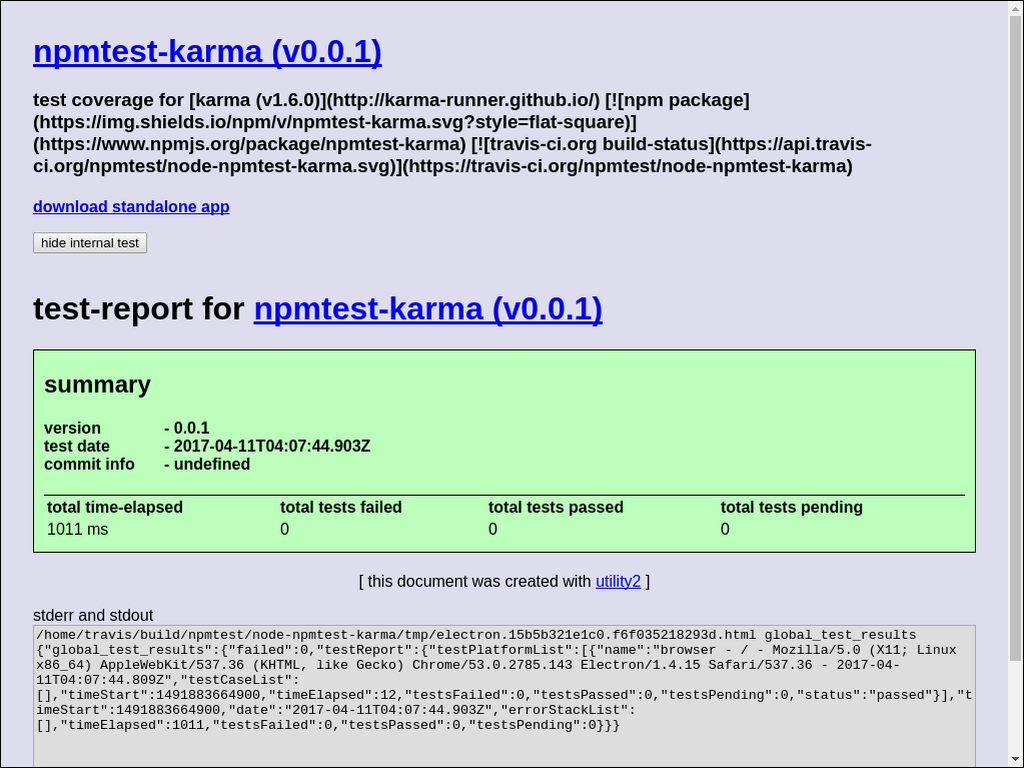 npmtest-karma (v0.0.1)
test coverage for [karma (v1.6.0)](http://karma-runner.github.io/) [![npm package]
(https://img.shields.io/npm/v/npmtest-karma.svg?style=flat-square)]
(https://www.npmjs.org/package/npmtest-karma) [![travis-ci.org build-status](https://api.travis-
ci.org/npmtest/node-npmtest-karma.svg)](https://travis-ci.org/npmtest/node-npmtest-karma)
download standalone app
hide internal test
test-report for npmtest-karma (v0.0.1)
summary
version - 0.0.1
test date - 2017-04-11T04:07:44.903Z
commit info - undefined
total time-elapsed total tests failed total tests passed total tests pending
1011 ms 0 0 0
[ this document was created with utility2 ]
stderr and stdout
/home/travis/build/npmtest/node-npmtest-karma/tmp/electron.15b5b321e1c0.f6f035218293d.html global_test_results
{"global_test_results":{"failed":0,"testReport":{"testPlatformList":[{"name":"browser - / - Mozilla/5.0 (X11; Linux
x86_64) AppleWebKit/537.36 (KHTML, like Gecko) Chrome/53.0.2785.143 Electron/1.4.15 Safari/537.36 - 2017-04-
11T04:07:44.809Z","testCaseList":
[],"timeStart":1491883664900,"timeElapsed":12,"testsFailed":0,"testsPassed":0,"testsPending":0,"status":"passed"}],"t
imeStart":1491883664900,"date":"2017-04-11T04:07:44.903Z","errorStackList":
[],"timeElapsed":1011,"testsFailed":0,"testsPassed":0,"testsPending":0}}}